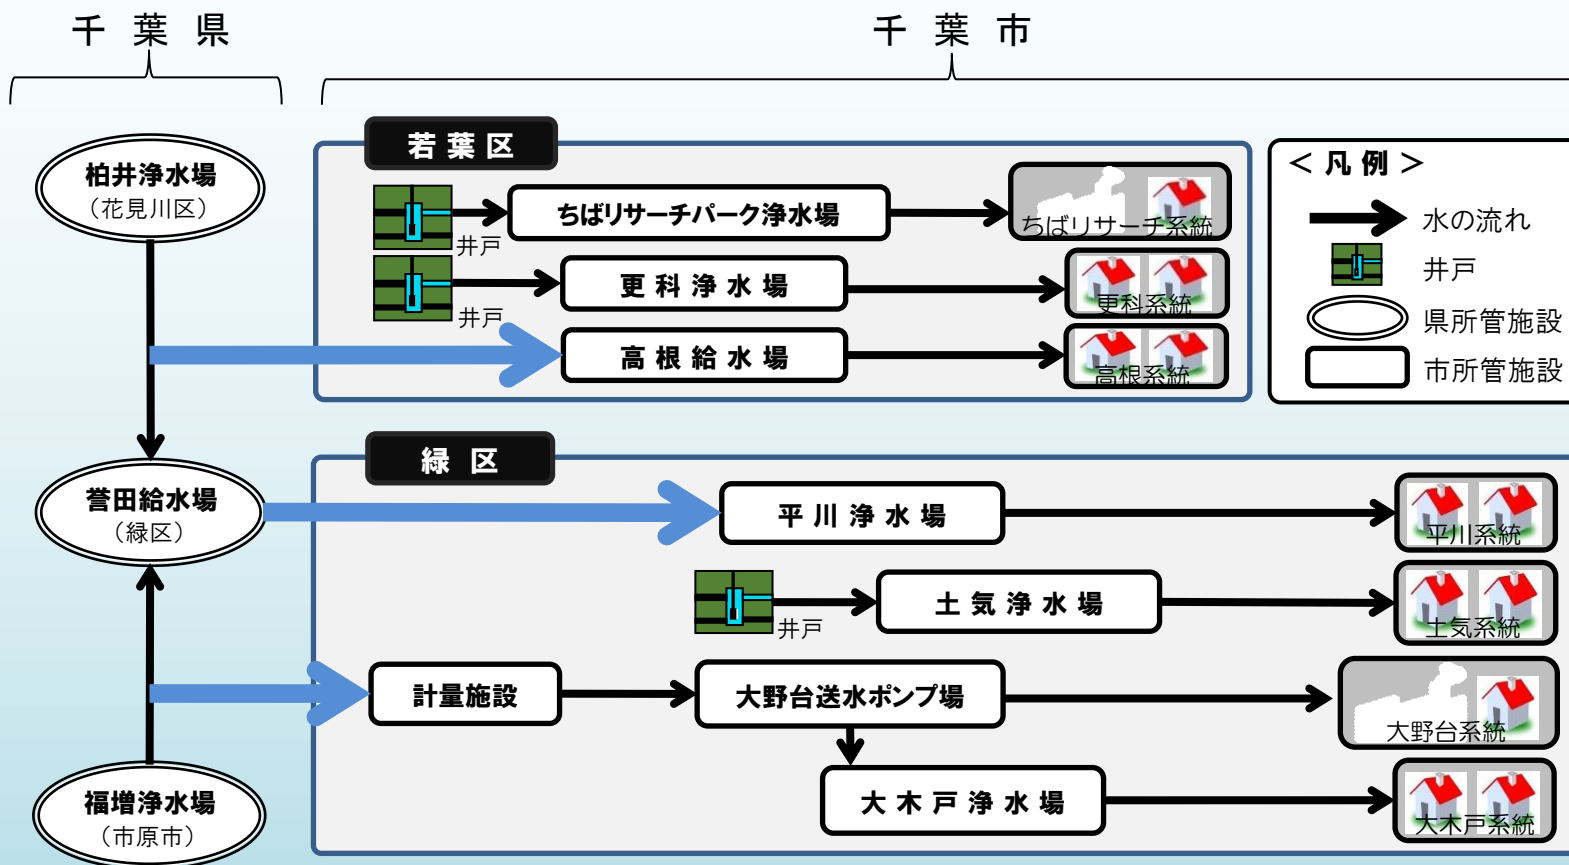 千葉県
千葉市
柏井浄水場
（花見川区）
誉田給水場
（緑区）
福増浄水場
（市原市）
若葉区
井戸
ちばリサーチパーク浄水場
ちばリサーチ系統
井戸
更科浄水場
更科系統
高根給水場
高根系統
＜凡例＞
水の流れ
井戸
県所管施設
市所管施設
緑区
平川浄水場
平川系統
井戸
土気浄水場
土気系統
計量施設
大野台送水ポンプ場
大野台系統
大木戸浄水場
大木戸系統